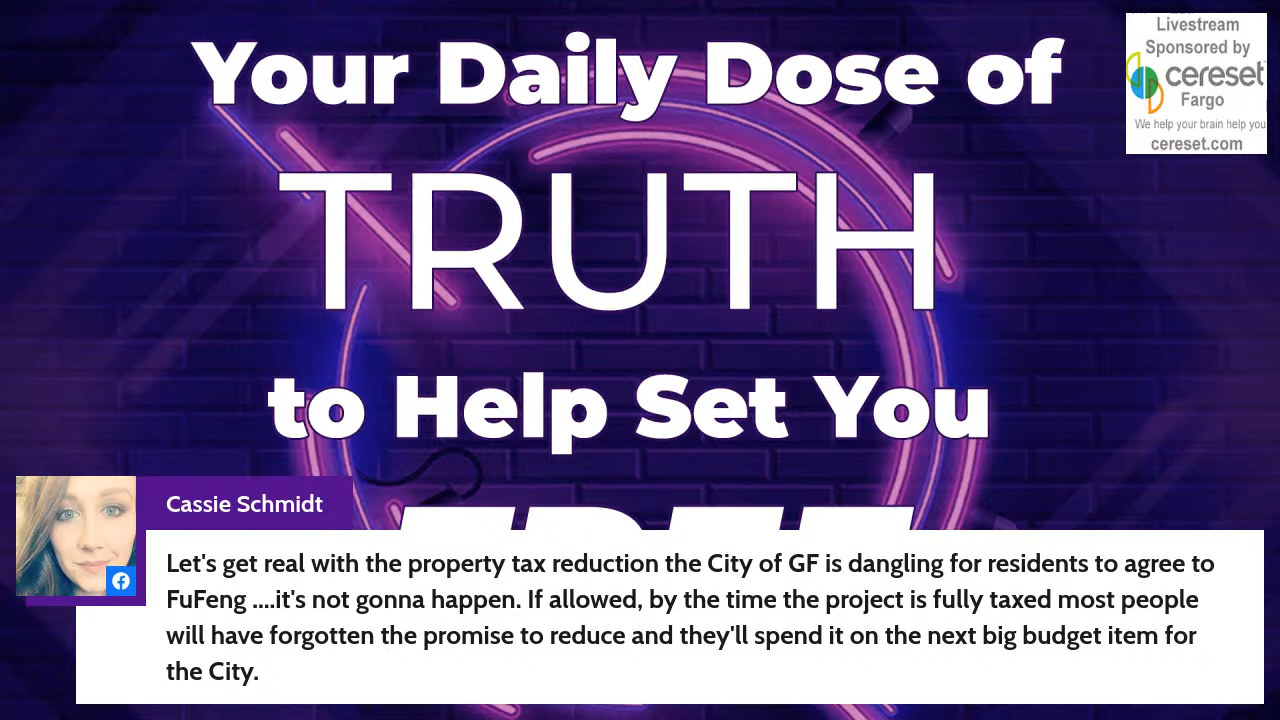 Your Daily Dose of
TRUTH
to Help Set You
FREE
Livestream
Sponsored by
cereset
Fargo
We help your brain help you
cereset.com
Cassie Schmidt
Let's get real with the property tax reduction the City of GF is dangling for residents to agree to
FuFeng ....it's not gonna happen. If allowed, by the time the project is fully taxed most people
will have forgotten the promise to reduce and they'll spend it on the next big budget item for
the City.